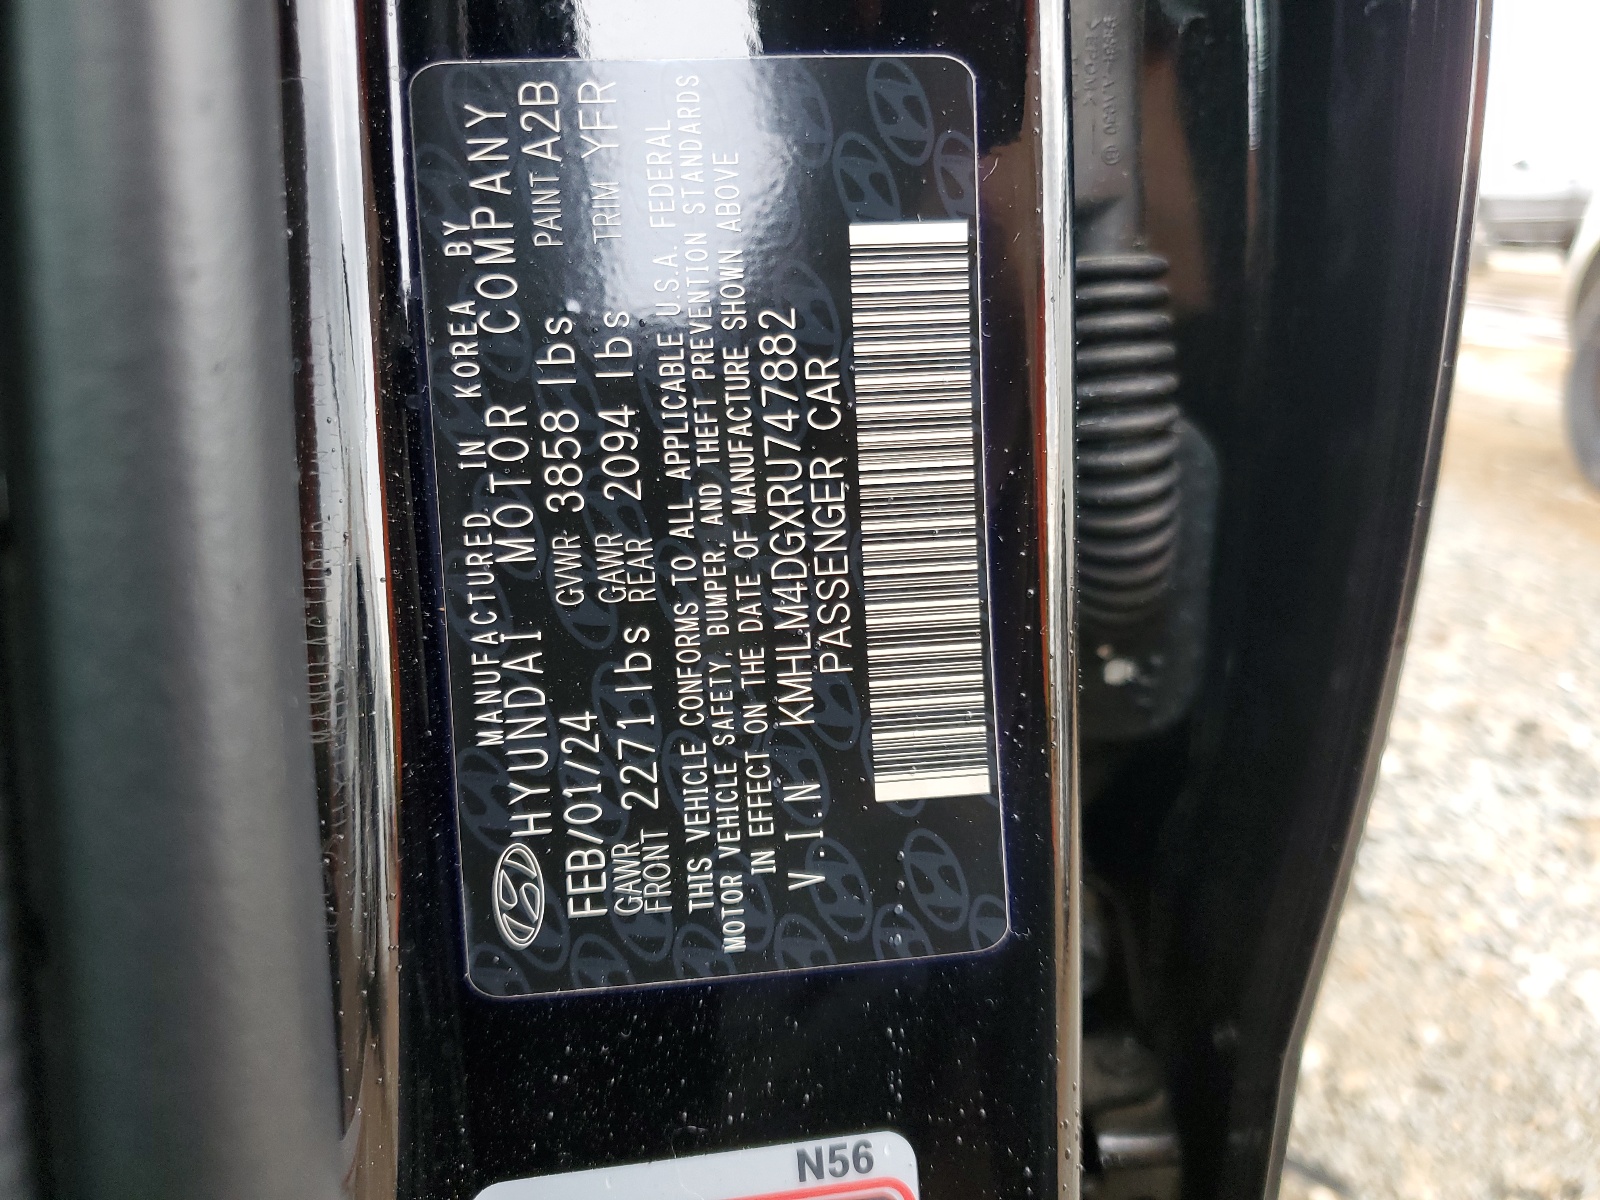 MANUFACTURED IN KOREA BY
HYUNDAI MOTOR COMPANY
FEB/01/24 GVWR 3858 lbs PAINT A2B
GAWR FRONT 2271 lbs GAWR REAR 2094 lbs TRIM YFR
THIS VEHICLE CONFORMS TO ALL APPLICABLE U.S.A. FEDERAL
MOTOR VEHICLE SAFETY, BUMPER, AND THEFT PREVENTION STANDARDS
IN EFFECT ON THE DATE OF MANUFACTURE SHOWN ABOVE
V.I.N KMHLM4DGXRU747882
PASSENGER CAR
N56